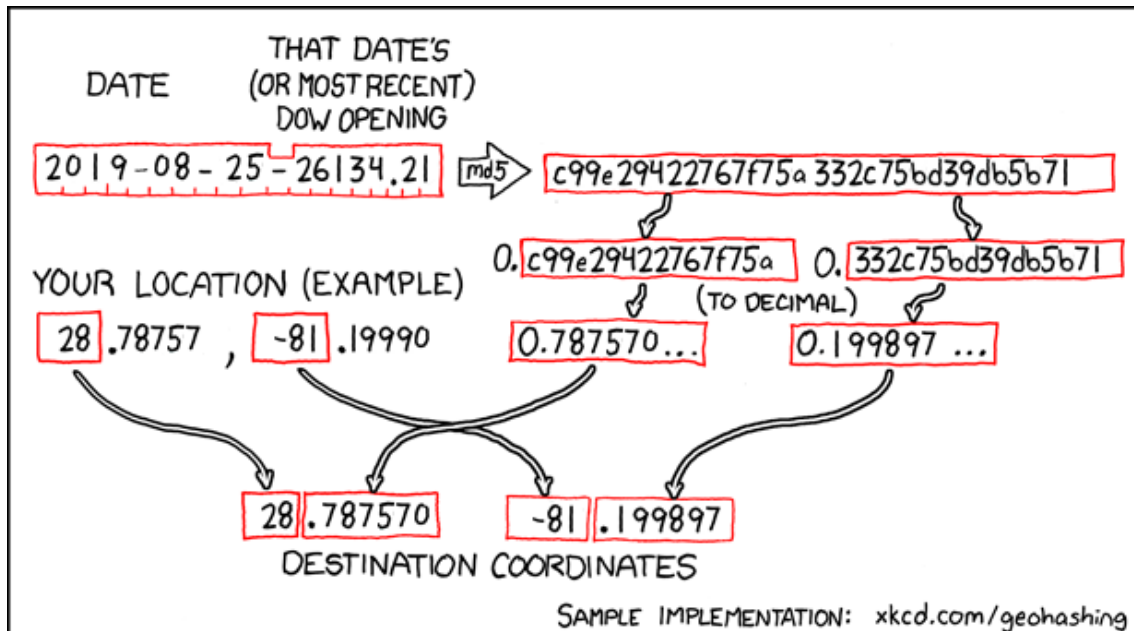 THAT DATE'S
DATE (OR MOST RECENT)
DOW OPENING
2019-08-25-26134.21 md5 c99e29422767f75a332c75bd39db5b71
0.c99e29422767f75a 0.332c75bd39db5b71
YOUR LOCATION (EXAMPLE) (TO DECIMAL)
28.78757, -81.19990 0.787570... 0.199897...
28.787570 -81.199897
DESTINATION COORDINATES
SAMPLE IMPLEMENTATION: xkcd.com/geohashing